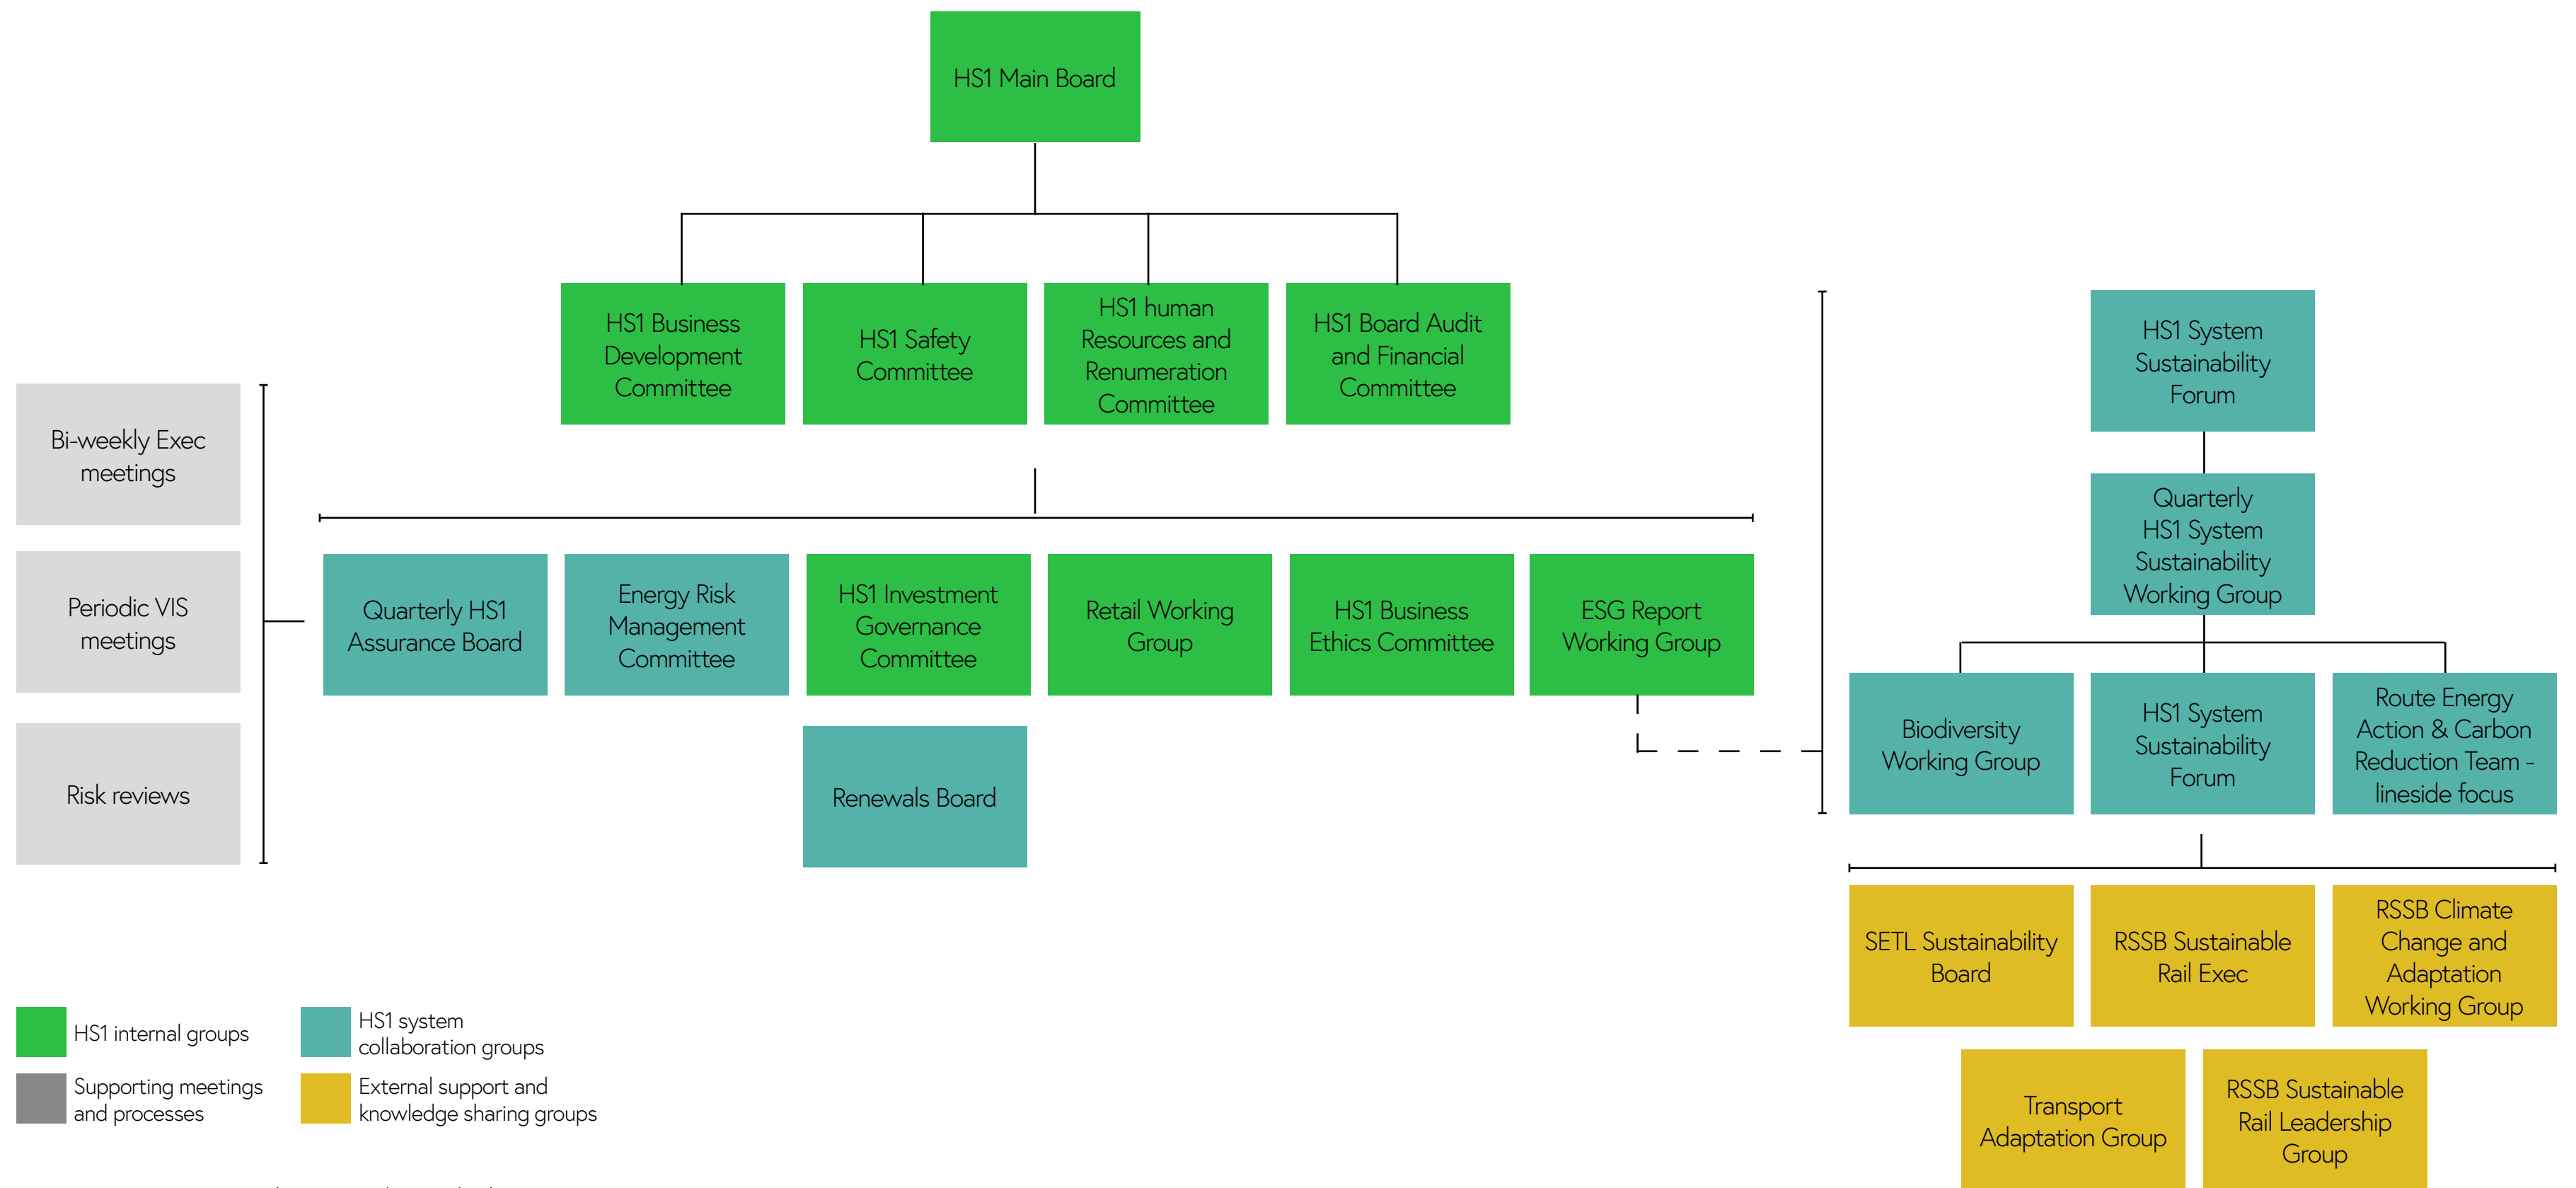 HS1 Main Board
HS1 Business
Development
Committee
HS1 Safety
Committee
HS1 human
Resources and
Renumeration
Committee
HS1 Board Audit
and Financial
Committee
Bi-weekly Exec
meetings
Periodic VIS
meetings
Risk reviews
Quarterly HS1
Assurance Board
Energy Risk
Management
Committee
HS1 Investment
Governance
Committee
Retail Working
Group
HS1 Business
Ethics Committee
ESG Report
Working Group
Renewals Board
HS1 System
Sustainability
Forum
Quarterly
HS1 System
Sustainability
Working Group
Biodiversity
Working Group
HS1 System
Sustainability
Forum
Route Energy
Action & Carbon
Reduction Team -
lineside focus
SETL Sustainability
Board
RSSB Sustainable
Rail Exec
RSSB Climate
Change and
Adaptation
Working Group
Transport
Adaptation Group
RSSB Sustainable
Rail Leadership
Group
HS1 internal groups
HS1 system
collaboration groups
Supporting meetings
and processes
External support and
knowledge sharing groups